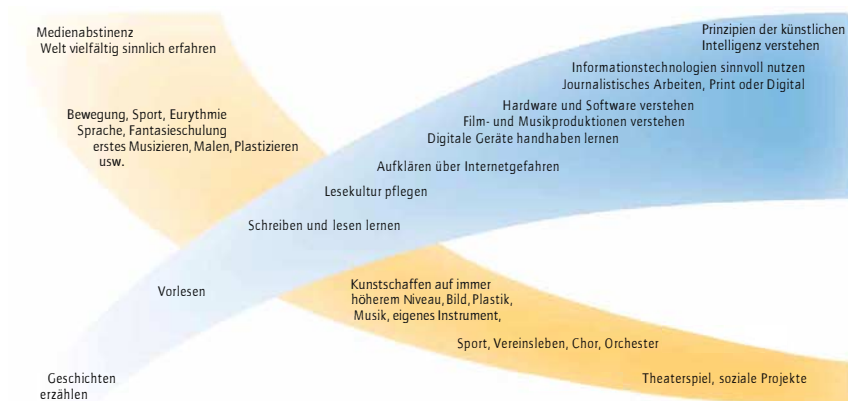 Medienabstinenz
Welt vielfältig sinnlich erfahren
Prinzipien der künstlichen
Intelligenz verstehen
Informationstechnologien sinnvoll nutzen
Journalistisches Arbeiten, Print oder Digital
Hardware und Software verstehen
Film- und Musikproduktionen verstehen
Digitale Geräte handhaben lernen
Bewegung, Sport, Eurythmie
Sprache, Fantasieschulung
erstes Musizieren, Malen, Plastizieren
usw.
Aufklären über Internetgefahren
Lesekultur pflegen
Schreiben und lesen lernen
Vorlesen
Kunstschaffen auf immer
höherem Niveau, Bild, Plastik,
Musik, eigenes Instrument,
Sport, Vereinsleben, Chor, Orchester
Geschichten
erzählen
Theaterspiel, soziale Projekte